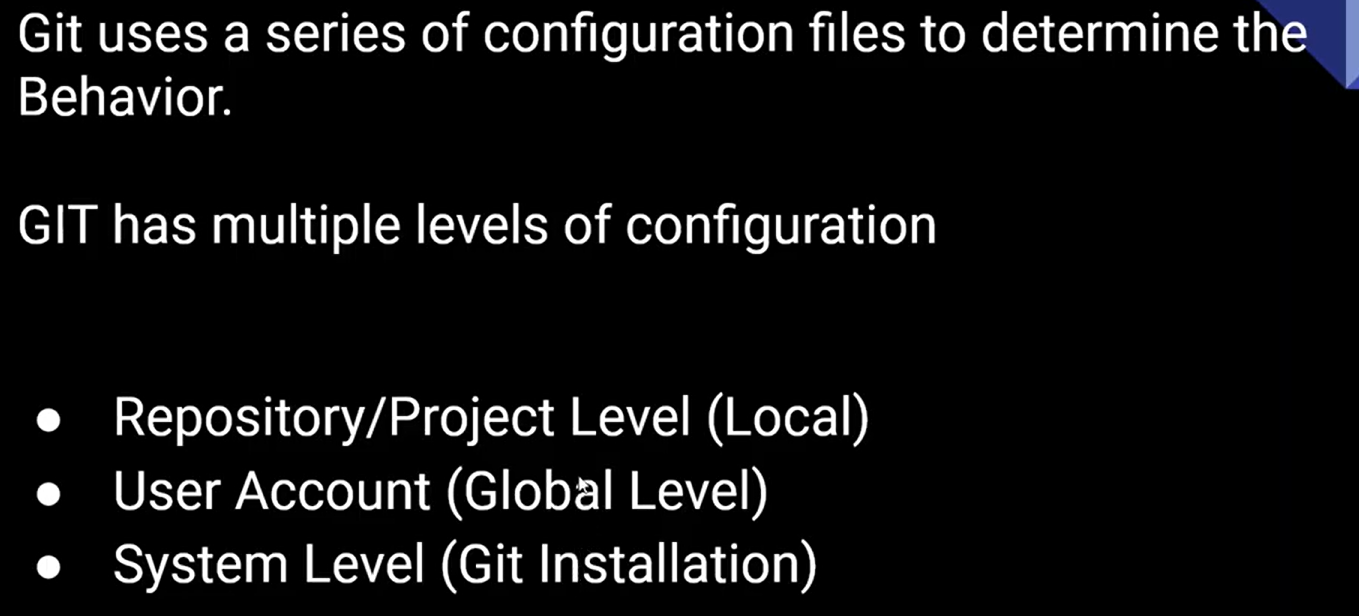 Git uses a series of configuration files to determine the
Behavior.
GIT has multiple levels of configuration
● Repository/Project Level (Local)
● User Account (Global Level)
● System Level (Git Installation)